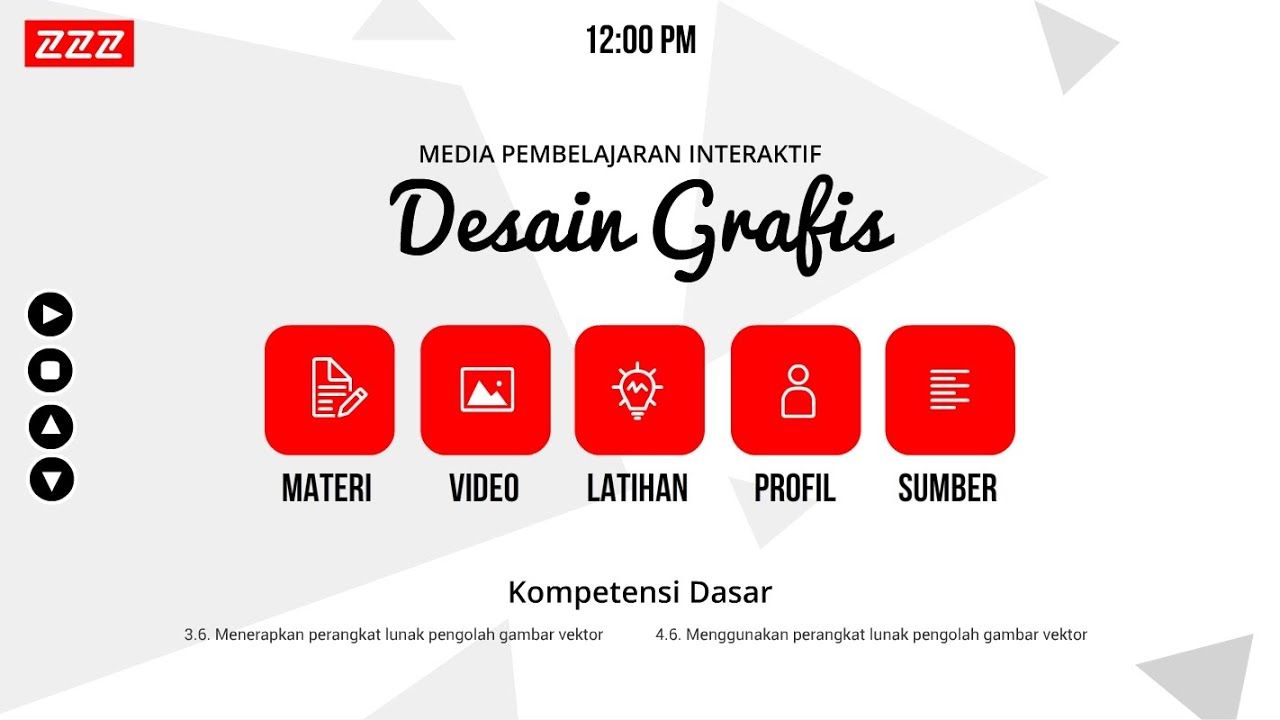 ZZZ
12:00 PM
MEDIA PEMBELAJARAN INTERAKTIF
Desain Grafis
MATERI VIDEO LATIHAN PROFIL SUMBER
Kompetensi Dasar
3.6. Menerapkan perangkat lunak pengolah gambar vektor 4.6. Menggunakan perangkat lunak pengolah gambar vektor